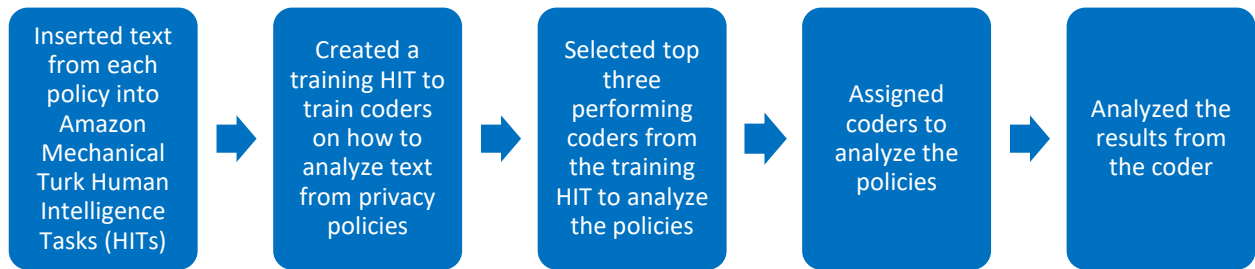 Inserted text
from each
policy into
Amazon
Mechanical
Turk Human
Intelligence
Tasks (HITs)
Created a
training HIT to
train coders
on how to
analyze text
from privacy
policies
Selected top
three
performing
coders from
the training
HIT to analyze
the policies
Assigned
coders to
analyze the
policies
Analyzed the
results from
the coder